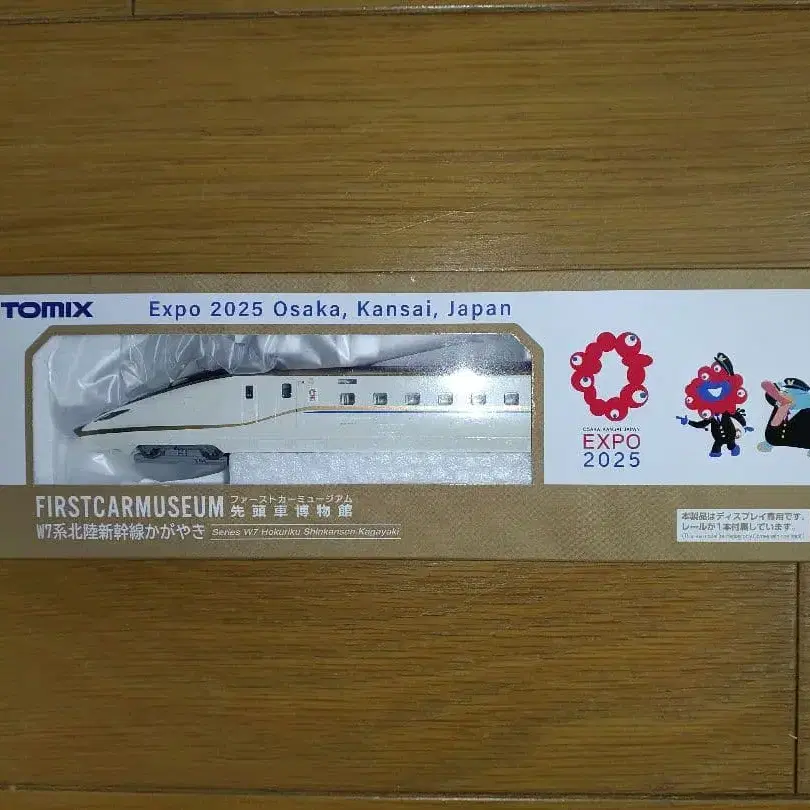 TOMIX
Expo 2025 Osaka, Kansai, Japan
OSAKA, KANSAI, JAPAN
EXPO
2025
FIRSTCARMUSEUM
ファーストカーミュージアム
先頭車博物館
W7系北陸新幹線かがやき
Series W7 Hokuriku Shinkansen Kagayaki
本製品はディスプレイ専用です。
レールが1本付属しています。